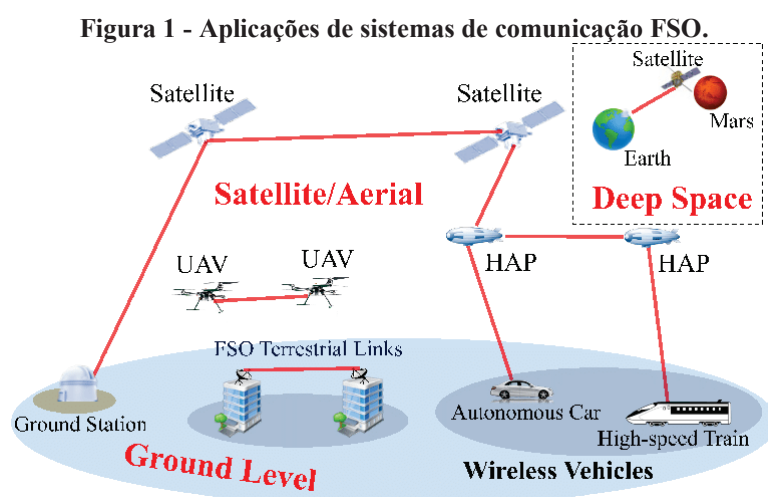 Figura 1 - Aplicações de sistemas de comunicação FSO.
Satellite
Satellite
Satellite
Mars
Earth
Deep Space
Satellite/Aerial
UAV
UAV
HAP
HAP
FSO Terrestrial Links
Ground Station
Autonomous Car
High-speed Train
Ground Level
Wireless Vehicles